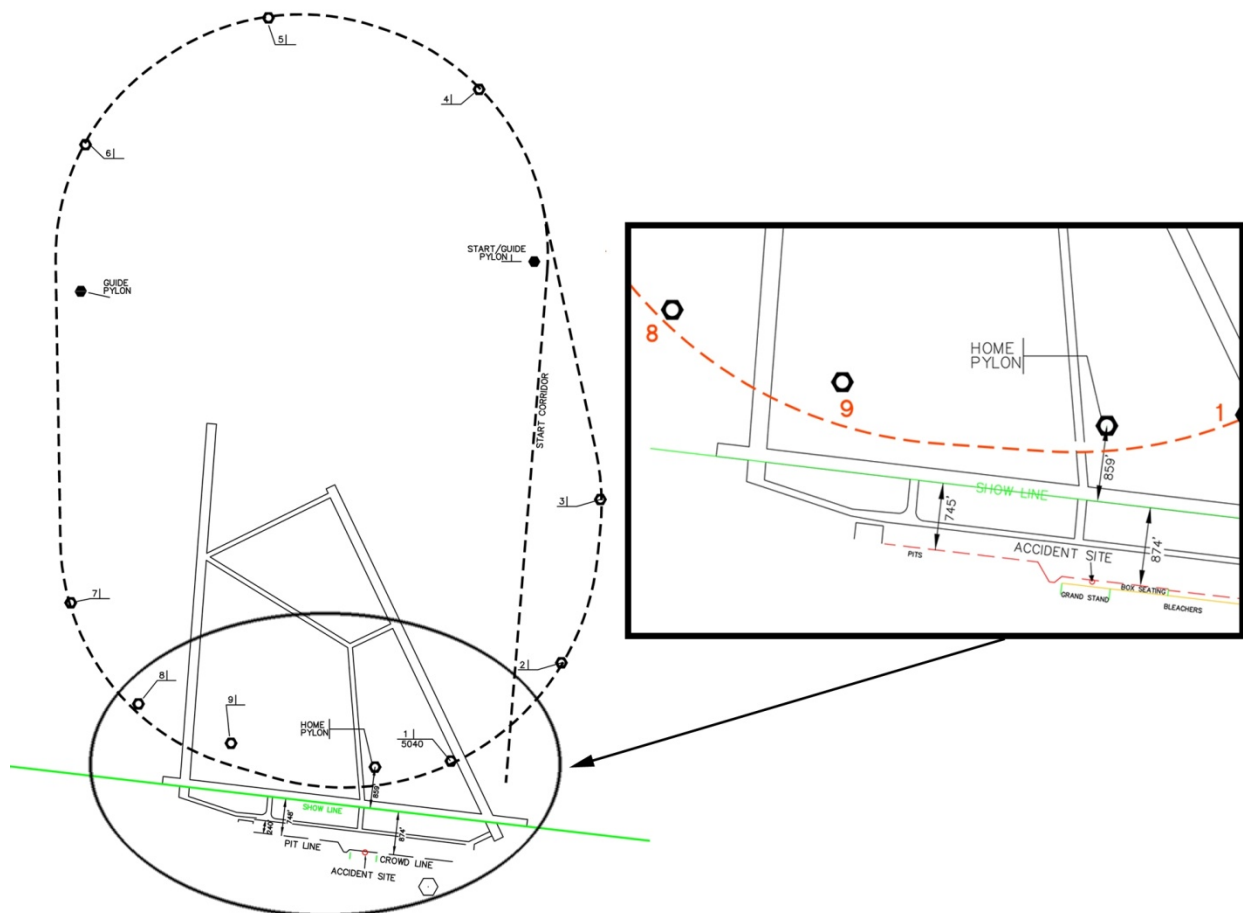 5
4
6
START/GUIDE
PYLON
GUIDE
PYLON
START CORRIDOR
3
7
2
8
9
HOME
PYLON
1
5040
859'
SHOW LINE
746'
240'
874'
PIT LINE
CROWD LINE
ACCIDENT SITE
8
9
HOME
PYLON
1
859'
SHOW LINE
745'
874'
ACCIDENT SITE
PITS
BOX SEATING
GRAND STAND
BLEACHERS